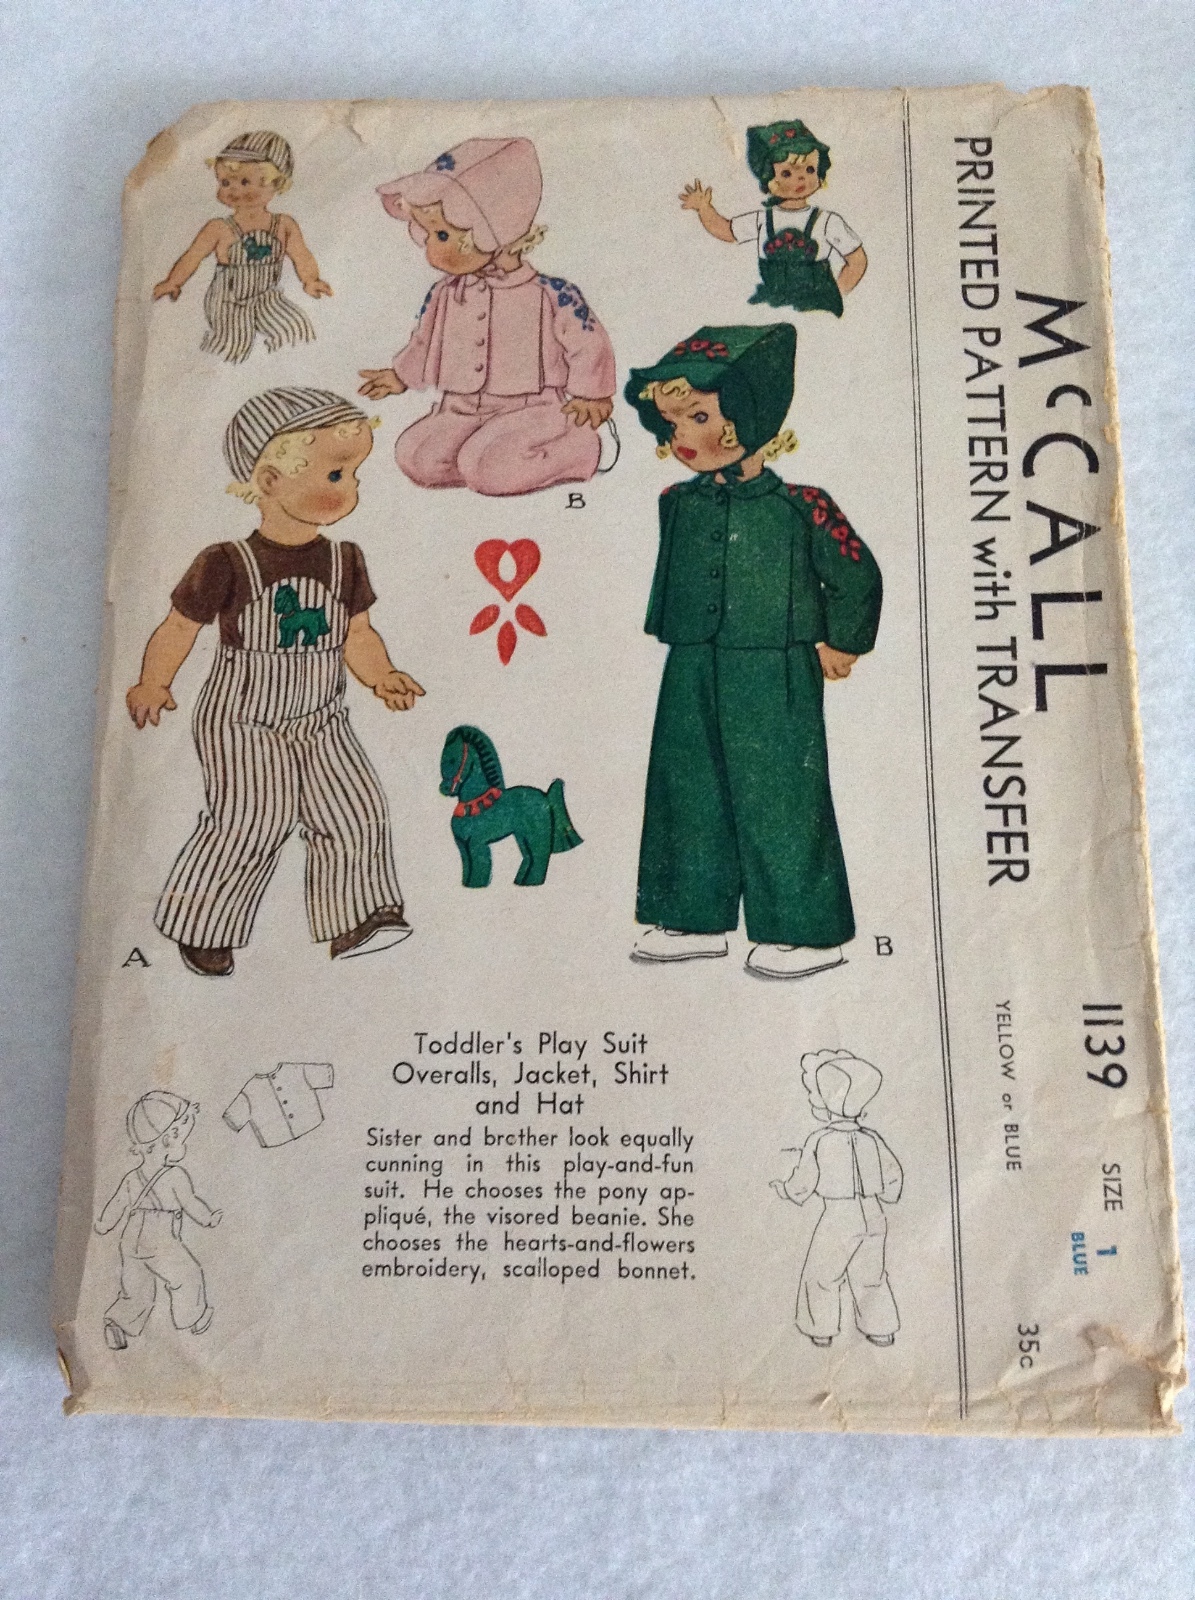 McCALL
PRINTED PATTERN with TRANSFER
1139
SIZE
1
BLUE
YELLOW or BLUE
35c
B
A
B
Toddler's Play Suit
Overalls, Jacket, Shirt
and Hat
Sister and brother look equally
cunning in this play-and-fun
suit. He chooses the pony ap-
pliqué, the visored beanie. She
chooses the hearts-and-flowers
embroidery, scalloped bonnet.